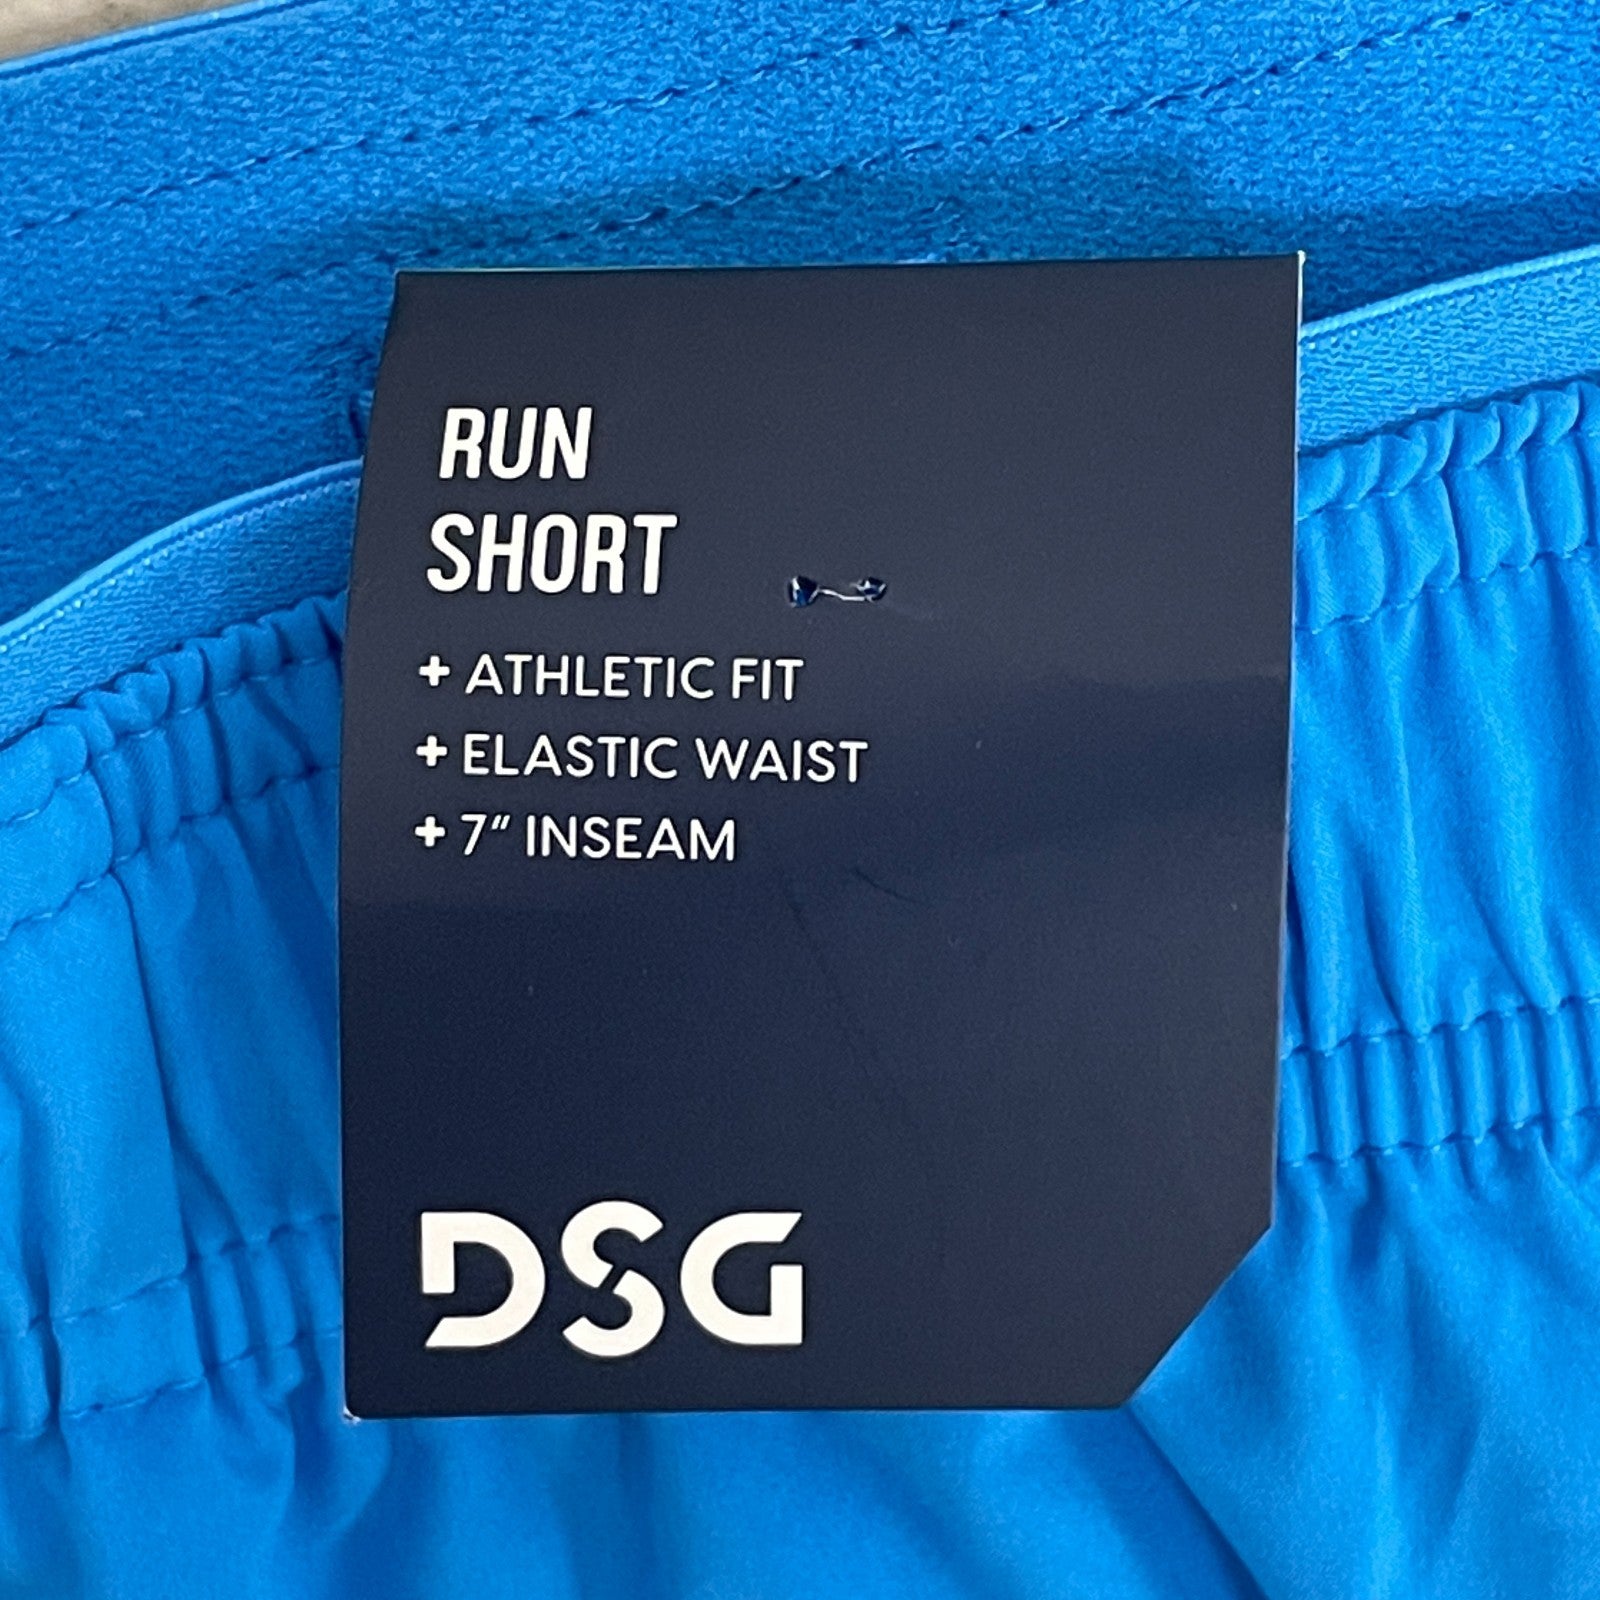 RUN
SHORT
+ ATHLETIC FIT
+ ELASTIC WAIST
+ 7″ INSEAM
DSG